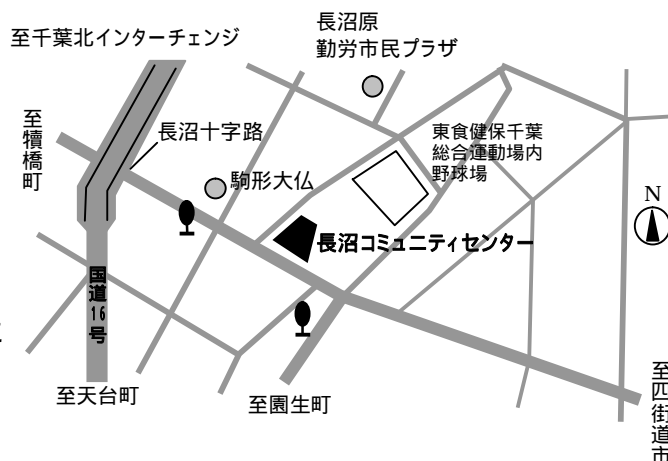 至千葉北インターチェンジ
長沼原
勤労市民プラザ
至犢橋町
長沼十字路
駒形大仏
東食健保千葉
総合運動場内
野球場
N
長沼コミュニティセンター
国道16号
至天台町
至園生町
至四街道市